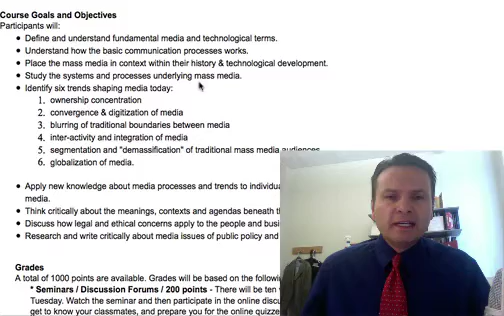 Course Goals and Objectives
Participants will:
• Define and understand fundamental media and technological terms.
• Understand how the basic communication processes works.
• Place the mass media in context within their history & technological development.
• Study the systems and processes underlying mass media.
• Identify six trends shaping media today:
1. ownership concentration
2. convergence & digitization of media
3. blurring of traditional boundaries between media
4. inter-activity and integration of media
5. segmentation and "demassification" of traditional mass media audiences
6. globalization of media.
• Apply new knowledge about media processes and trends to
media.
• Think critically about the meanings, contexts and agendas beneath
• Discuss how legal and ethical concerns apply to the people and
• Research and write critically about media issues of public policy and
Grades
A total of 1000 points are available. Grades will be based on the
* Seminars / Discussion Forums / 200 points - There will be
Tuesday. Watch the seminar and then participate in the online
get to know your classmates, and prepare you for the online